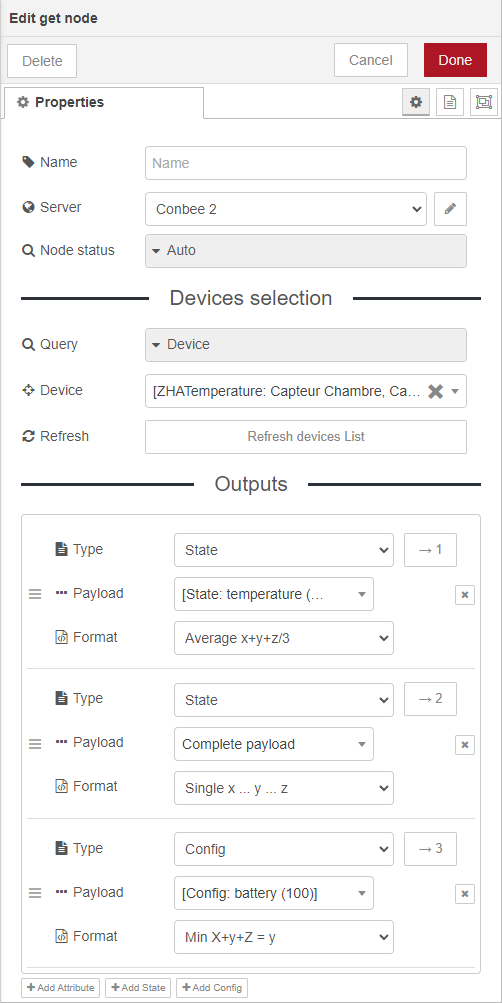 Edit get node
Delete
Cancel
Done
Properties
Name
Name
Server
Conbee 2
Node status
Auto
Devices selection
Query
Device
Device
[ZHATemperature: Capteur Chambre, Ca...
Refresh
Refresh devices List
Outputs
Type
State
→ 1
Payload
[State: temperature (...
Format
Average x+y+z/3
Type
State
→ 2
Payload
Complete payload
Format
Single x ... y ... z
Type
Config
→ 3
Payload
[Config: battery (100)]
Format
Min X+y+Z = y
+ Add Attribute
+ Add State
+ Add Config